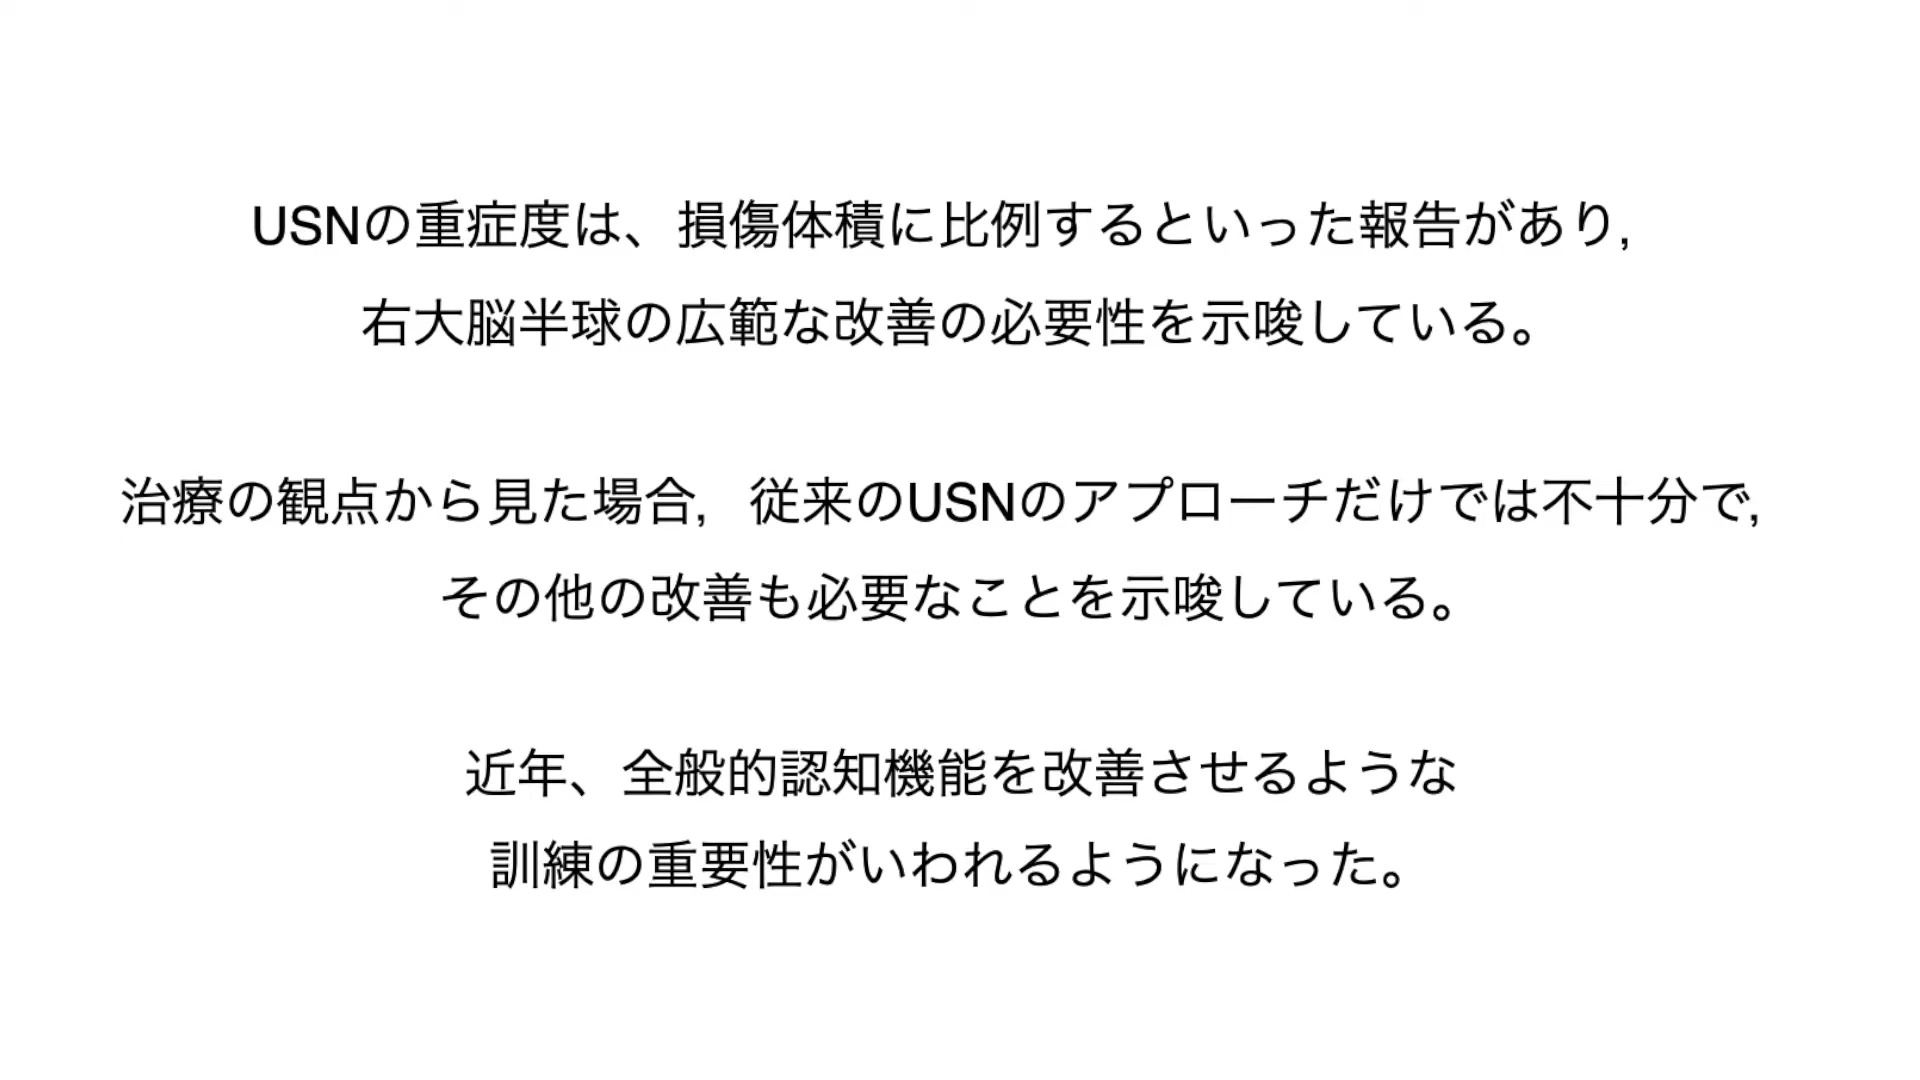 USNの重症度は、損傷体積に比例するといった報告があり,
右大脳半球の広範な改善の必要性を示唆している。
治療の観点から見た場合, 従来のUSNのアプローチだけでは不十分で,
その他の改善も必要なことを示唆している。
近年、全般的認知機能を改善させるような
訓練の重要性がいわれるようになった。